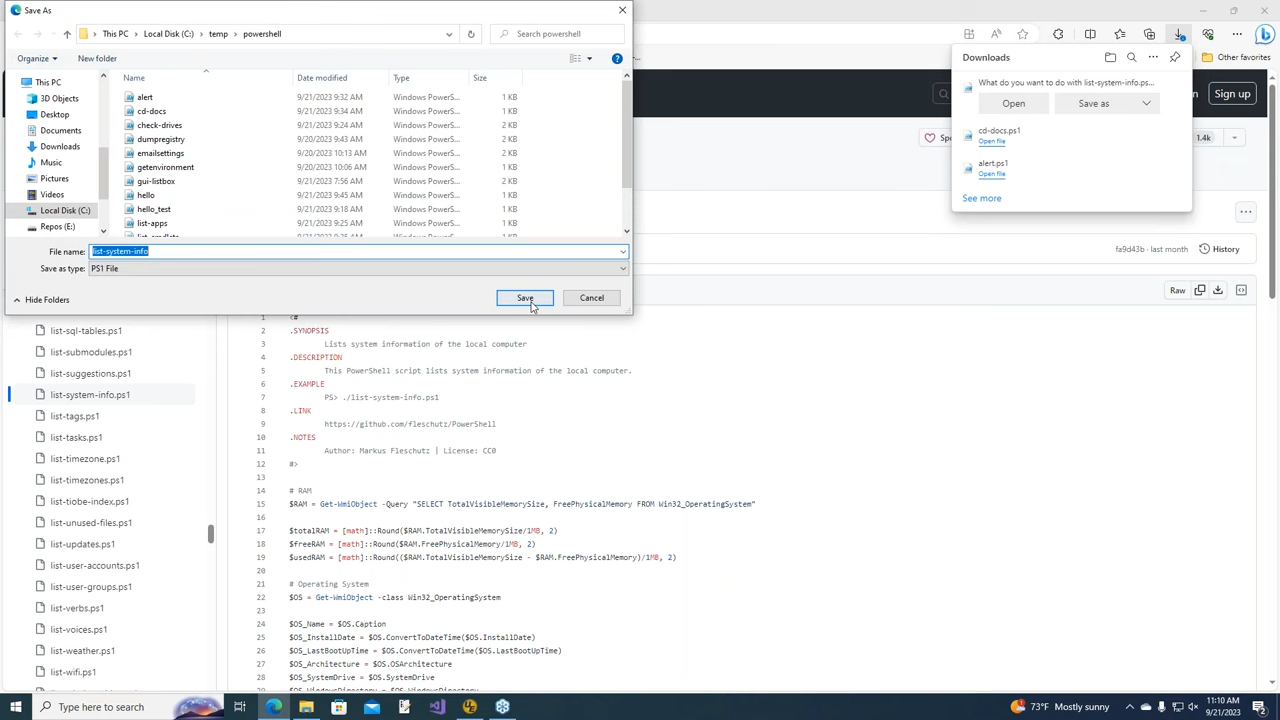 Save As
This PC
Local Disk (C:)
temp
powershell
Search powershell
Organize
New folder
Name
Date modified
Type
Size
This PC
3D Objects
Desktop
Documents
Downloads
Music
Pictures
Videos
Local Disk (C:)
Repos (E:)
alert 9/21/2023 9:32 AM Windows PowerS... 1 KB
cd-docs 9/21/2023 9:34 AM Windows PowerS... 1 KB
check-drives 9/21/2023 9:24 AM Windows PowerS... 2 KB
dumpregistry 9/20/2023 9:43 AM Windows PowerS... 2 KB
emailsettings 9/20/2023 10:13 AM Windows PowerS... 2 KB
getenvironment 9/20/2023 10:06 AM Windows PowerS... 1 KB
gui-listbox 9/21/2023 7:56 AM Windows PowerS... 2 KB
hello 9/21/2023 9:45 AM Windows PowerS... 1 KB
hello_test 9/21/2023 9:18 AM Windows PowerS... 1 KB
list-apps 9/21/2023 9:25 AM Windows PowerS... 1 KB
File name: list-system-info
Save as type: PS1 File
Hide Folders
Save
Cancel
Other favorites
Downloads
What do you want to do with list-system-info.ps...
Open
Save as
cd-docs.ps1
Open file
alert.ps1
Open file
See more
Sign up
Spo
1.4k
fa9d43b · last month
History
Raw
list-sql-tables.ps1
list-submodules.ps1
list-suggestions.ps1
list-system-info.ps1
list-tags.ps1
list-tasks.ps1
list-timezone.ps1
list-timezones.ps1
list-tiobe-index.ps1
list-unused-files.ps1
list-updates.ps1
list-user-accounts.ps1
list-user-groups.ps1
list-verbs.ps1
list-voices.ps1
list-weather.ps1
list-wifi.ps1
1 <#
2 .SYNOPSIS
3 Lists system information of the local computer
4 .DESCRIPTION
5 This PowerShell script lists system information of the local computer.
6 .EXAMPLE
7 PS> ./list-system-info.ps1
8 .LINK
9 https://github.com/fleschutz/PowerShell
10 .NOTES
11 Author: Markus Fleschutz | License: CC0
12 #>
13
14 # RAM
15 $RAM = Get-WmiObject -Query "SELECT TotalVisibleMemorySize, FreePhysicalMemory FROM Win32_OperatingSystem"
16
17 $totalRAM = [math]::Round($RAM.TotalVisibleMemorySize/1MB, 2)
18 $freeRAM = [math]::Round($RAM.FreePhysicalMemory/1MB, 2)
19 $usedRAM = [math]::Round(($RAM.TotalVisibleMemorySize - $RAM.FreePhysicalMemory)/1MB, 2)
20
21 # Operating System
22 $OS = Get-WmiObject -class Win32_OperatingSystem
23
24 $OS_Name = $OS.Caption
25 $OS_InstallDate = $OS.ConvertToDateTime($OS.InstallDate)
26 $OS_LastBootUpTime = $OS.ConvertToDateTime($OS.LastBootUpTime)
27 $OS_Architecture = $OS.OSArchitecture
28 $OS_SystemDrive = $OS.SystemDrive
29 $OS_WindowsDirectory = $OS.WindowsDirectory
Type here to search
73°F Mostly sunny
11:10 AM
9/21/2023
2